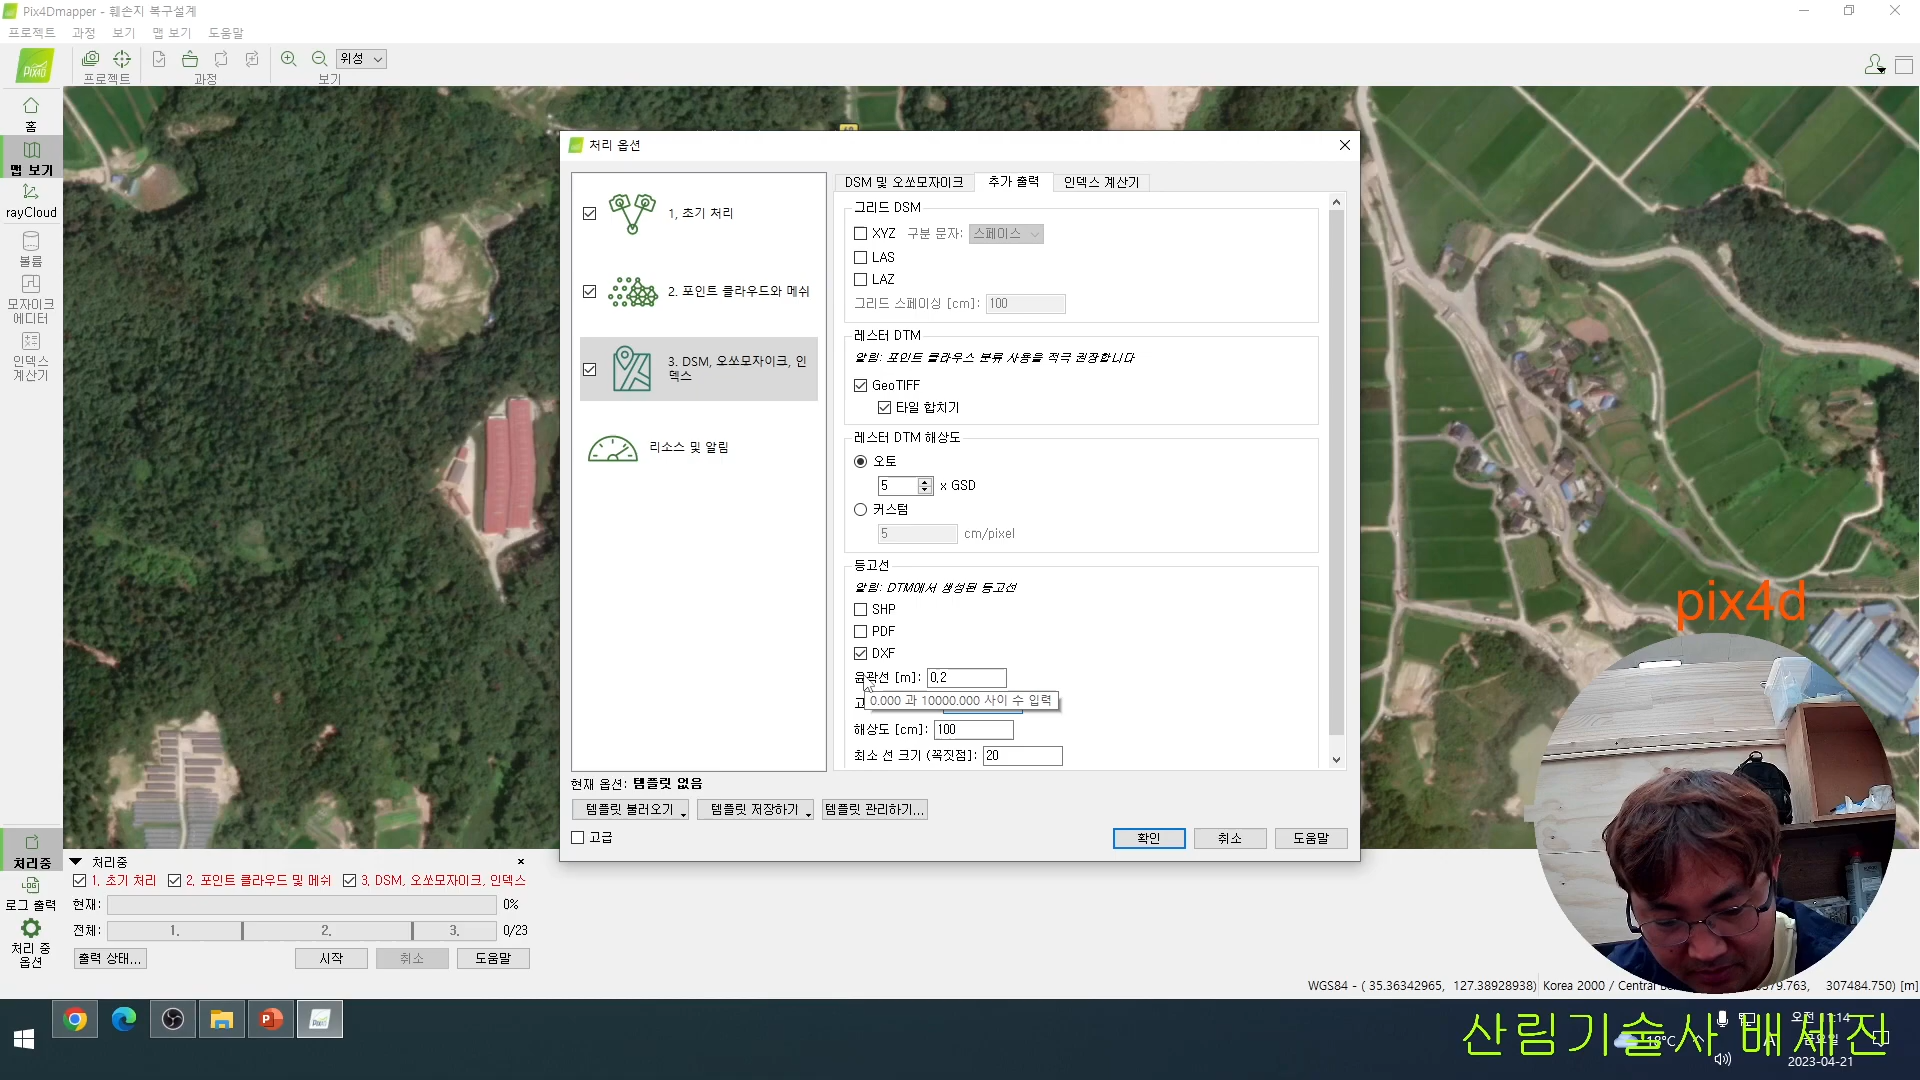 Pix4Dmapper - 훼손지 복구설계
프로젝트 과정 보기 맵 보기 도움말
Pix4D
프로젝트 과정 보기
위성
홈
맵 보기
rayCloud
볼륨
모자이크
에디터
인덱스
계산기
처리 옵션
1. 초기 처리
2. 포인트 클라우드와 메쉬
3. DSM, 오쏘모자이크, 인
덱스
리소스 및 알림
DSM 및 오쏘모자이크 추가 출력 인덱스 계산기
그리드 DSM
XYZ 구분 문자: 스페이스
LAS
LAZ
그리드 스페이싱 [cm]: 100
레스터 DTM
알림: 포인트 클라우스 분류 사용을 적극 권장합니다
GeoTIFF
타일 합치기
레스터 DTM 해상도
오토
5 x GSD
커스텀
5 cm/pixel
등고선
알림: DTM에서 생성된 등고선
SHP
PDF
DXF
윤곽선 [m]: 0.2
0.000 과 10000.000 사이 수 입력
해상도 [cm]: 100
최소 선 크기 (꼭짓점): 20
현재 옵션: 템플릿 없음
템플릿 불러오기 템플릿 저장하기 템플릿 관리하기...
고급
확인 취소 도움말
pix4d
처리중
로그 출력
처리 중
옵션
처리중
1. 초기 처리 2. 포인트 클라우드 및 메쉬 3. DSM, 오쏘모자이크, 인덱스
현재: 0%
전체: 1. 2. 3. 0/23
출력 상태... 시작 취소 도움말
WGS84 - ( 35.36342965, 127.38928938) Korea 2000 / Central 307484.750) [m]
산림기술사 배세진
18°C
2023-04-21